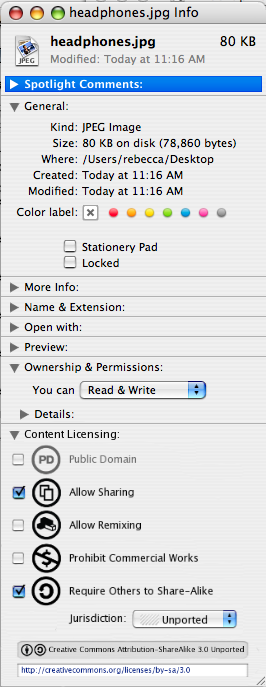 headphones.jpg Info
JPEG
headphones.jpg 80 KB
Modified: Today at 11:16 AM
Spotlight Comments:
General:
Kind: JPEG Image
Size: 80 KB on disk (78,860 bytes)
Where: /Users/rebecca/Desktop
Created: Today at 11:16 AM
Modified: Today at 11:16 AM
Color label:
Stationery Pad
Locked
More Info:
Name & Extension:
Open with:
Preview:
Ownership & Permissions:
You can Read & Write
Details:
Content Licensing:
PD Public Domain
Allow Sharing
Allow Remixing
Prohibit Commercial Works
Require Others to Share-Alike
Jurisdiction: Unported
Creative Commons Attribution-ShareAlike 3.0 Unported
http://creativecommons.org/licenses/by-sa/3.0